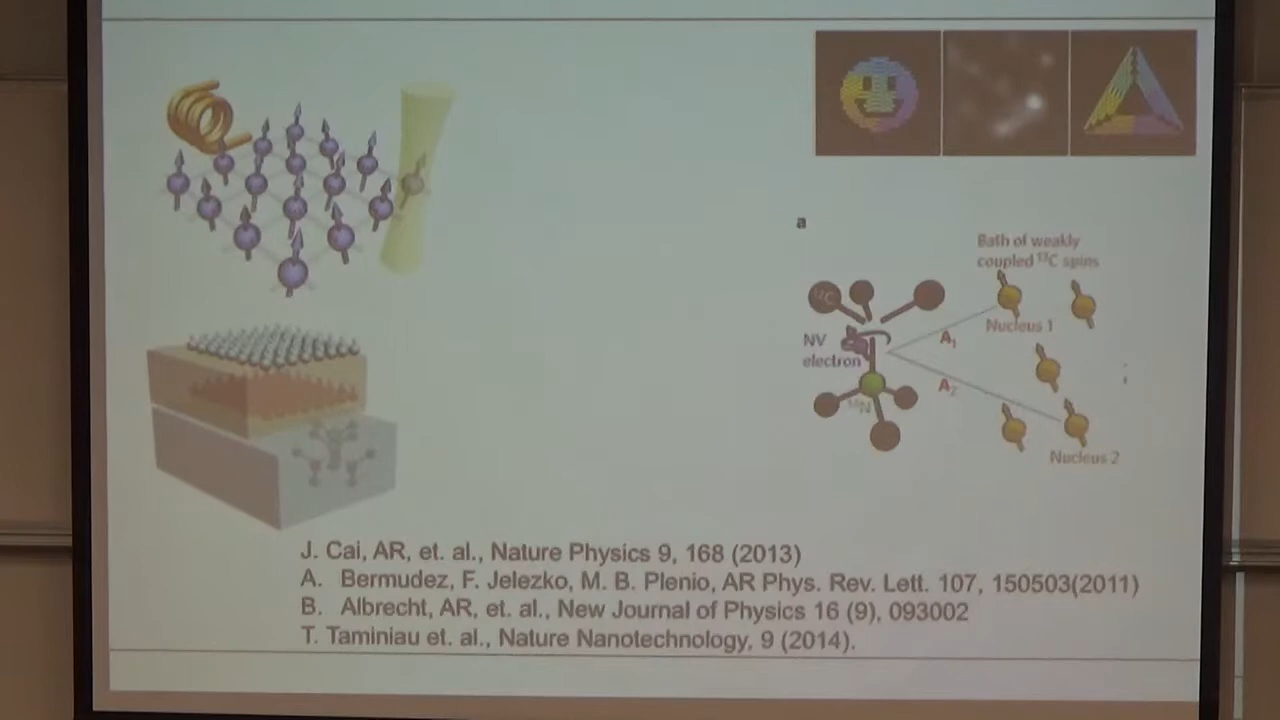 a
Bath of weakly
coupled ¹³C spins
¹²C
Nucleus 1
NV
electron
A₁
A₂
¹⁵N
Nucleus 2
J. Cai, AR, et. al., Nature Physics 9, 168 (2013)
A. Bermudez, F. Jelezko, M. B. Plenio, AR Phys. Rev. Lett. 107, 150503(2011)
B. Albrecht, AR, et. al., New Journal of Physics 16 (9), 093002
T. Taminiau et. al., Nature Nanotechnology, 9 (2014).